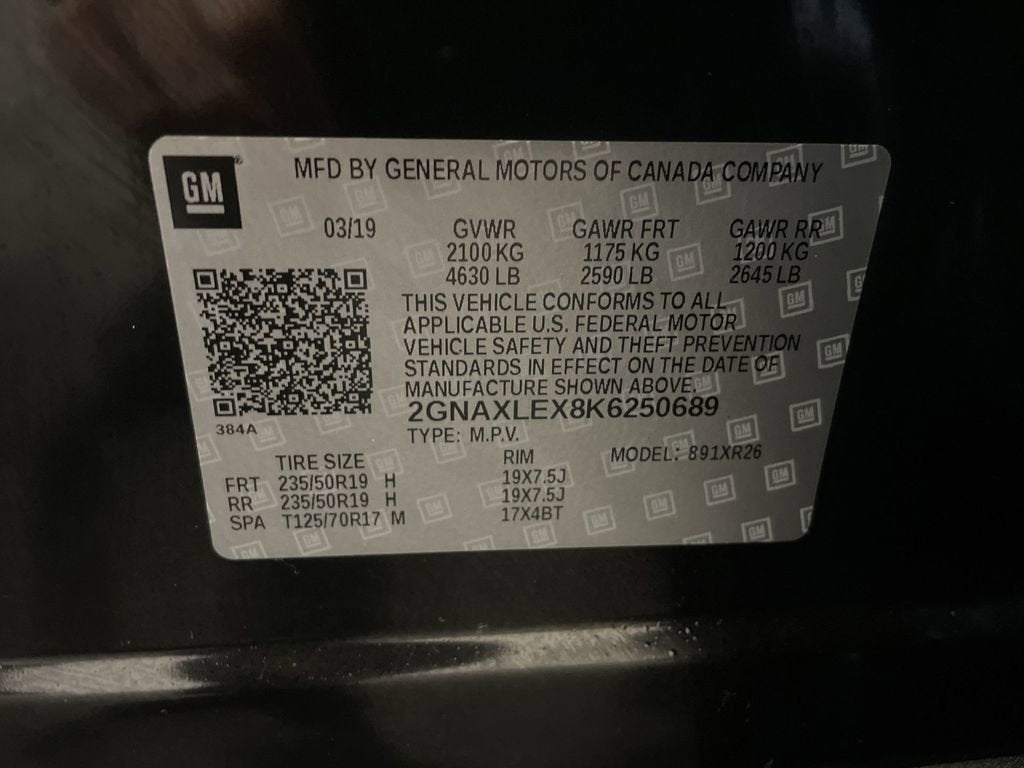 GM
MFD BY GENERAL MOTORS OF CANADA COMPANY
03/19 GVWR GAWR FRT GAWR RR
2100 KG 1175 KG 1200 KG
4630 LB 2590 LB 2645 LB
THIS VEHICLE CONFORMS TO ALL
APPLICABLE U.S. FEDERAL MOTOR
VEHICLE SAFETY AND THEFT PREVENTION
STANDARDS IN EFFECT ON THE DATE OF
MANUFACTURE SHOWN ABOVE.
2GNAXLEX8K6250689
384A
TYPE: M.P.V.
TIRE SIZE RIM MODEL: 891XR26
FRT 235/50R19 H 19X7.5J
RR 235/50R19 H 19X7.5J
SPA T125/70R17 M 17X4BT